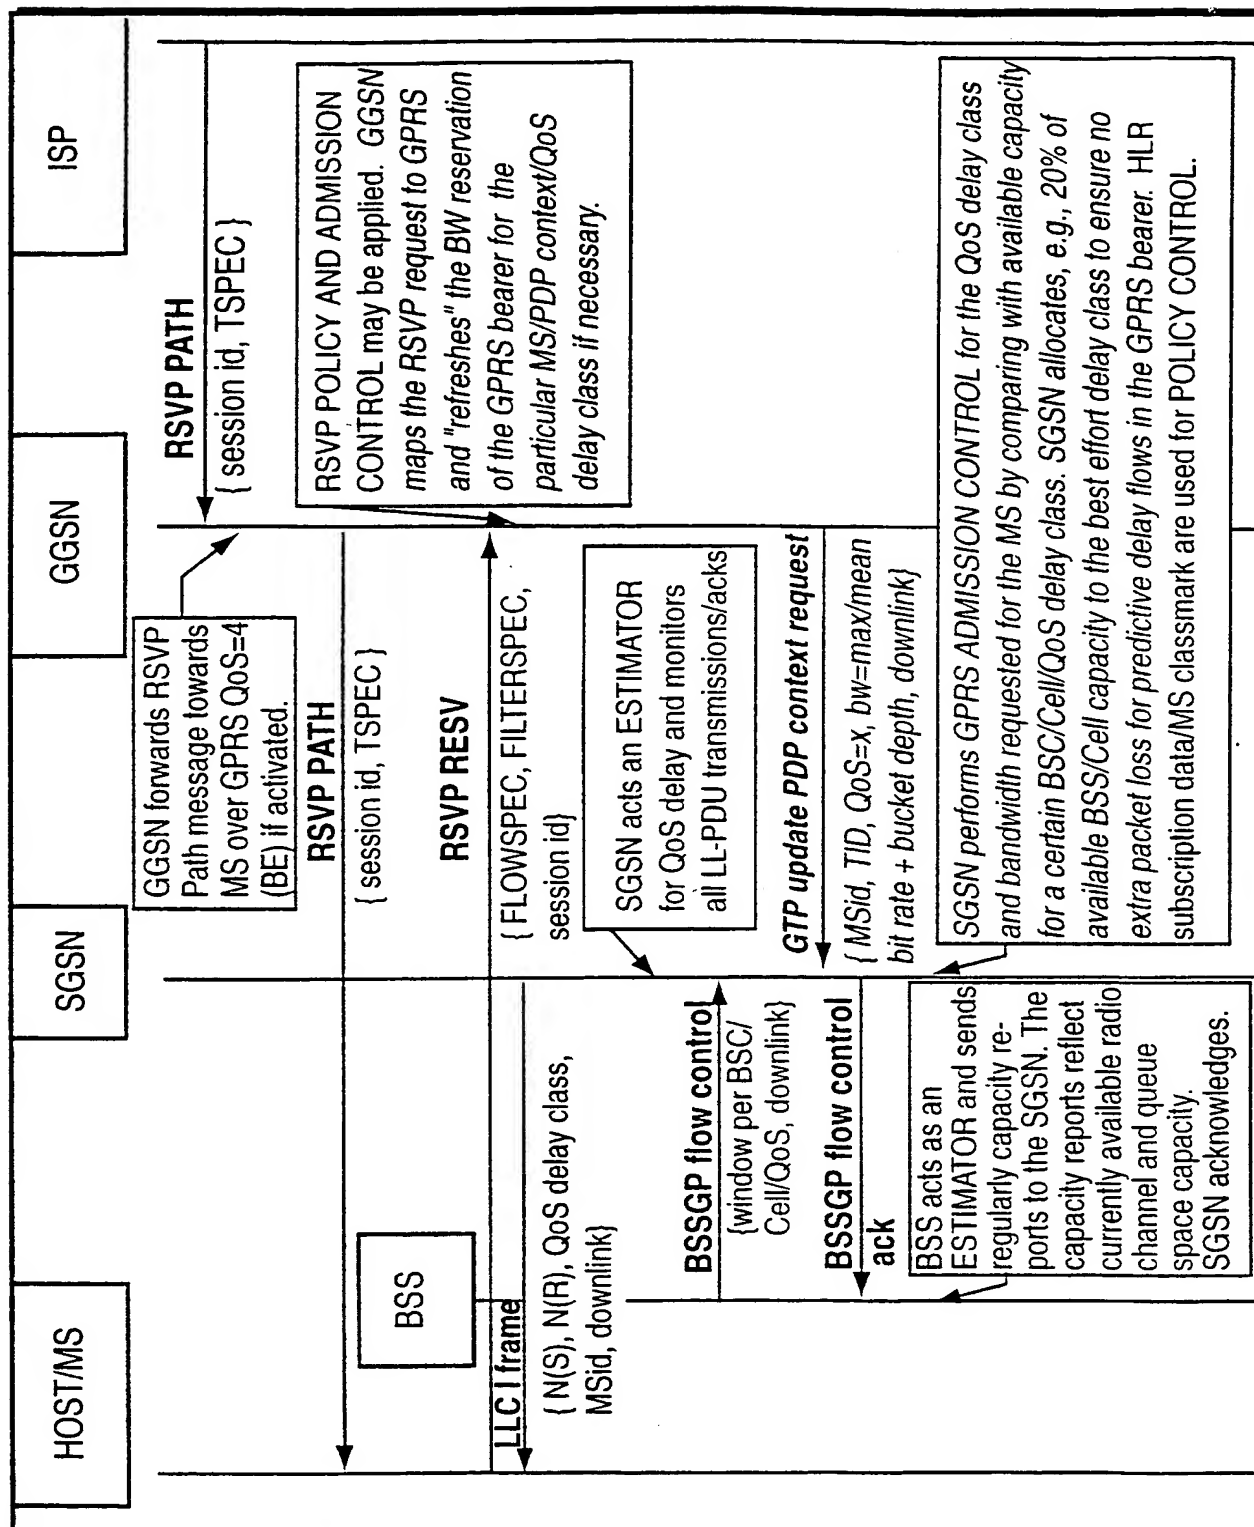 HOST/MS
SGSN
GGSN
ISP
RSVP PATH
{ session id, TSPEC }
GGSN forwards RSVP
Path message towards
MS over GPRS QoS=4
(BE) if activated.
RSVP PATH
{ session id, TSPEC }
RSVP POLICY AND ADMISSION
CONTROL may be applied. GGSN
maps the RSVP request to GPRS
and "refreshes" the BW reservation
of the GPRS bearer for the
particular MS/PDP context/QoS
delay class if necessary.
BSS
RSVP RESV
{ FLOWSPEC, FILTERSPEC,
session id}
LLC I frame
{ N(S), N(R), QoS delay class,
MSid, downlink}
SGSN acts an ESTIMATOR
for QoS delay and monitors
all LL-PDU transmissions/acks
BSSGP flow control
{window per BSC/
Cell/QoS, downlink}
GTP update PDP context request
{ MSid, TID, QoS=x, bw=max/mean
bit rate + bucket depth, downlink}
BSSGP flow control
ack
BSS acts as an
ESTIMATOR and sends
regularly capacity re-
ports to the SGSN. The
capacity reports reflect
currently available radio
channel and queue
space capacity.
SGSN acknowledges.
SGSN performs GPRS ADMISSION CONTROL for the QoS delay class
and bandwidth requested for the MS by comparing with available capacity
for a certain BSC/Cell/QoS delay class. SGSN allocates, e.g., 20% of
available BSS/Cell capacity to the best effort delay class to ensure no
extra packet loss for predictive delay flows in the GPRS bearer. HLR
subscription data/MS classmark are used for POLICY CONTROL.